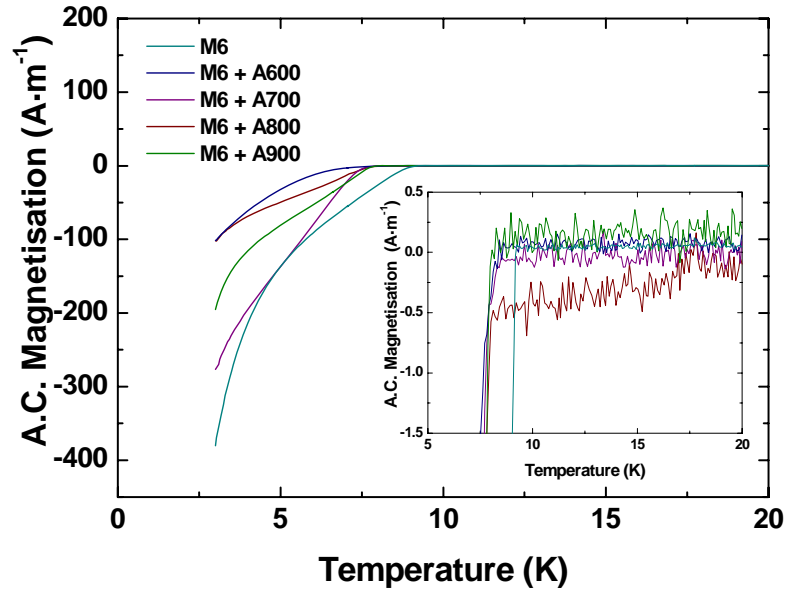 200
100
0
-100
-200
-300
-400
A.C. Magnetisation (A·m⁻¹)
M6
M6 + A600
M6 + A700
M6 + A800
M6 + A900
0.5
0.0
-0.5
-1.0
-1.5
A.C. Magnetisation (A·m⁻¹)
5 10 15 20
Temperature (K)
0 5 10 15 20
Temperature (K)